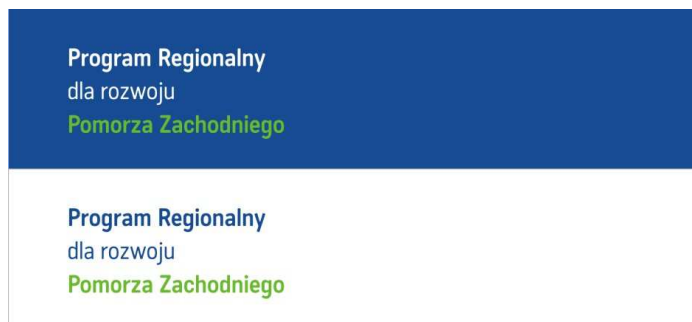 Program Regionalny
dla rozwoju
Pomorza Zachodniego
Program Regionalny
dla rozwoju
Pomorza Zachodniego